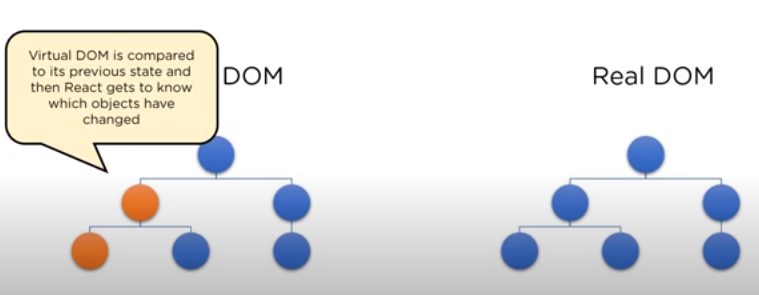 Virtual DOM is compared
to its previous state and
then React gets to know
which objects have
changed
DOM
Real DOM